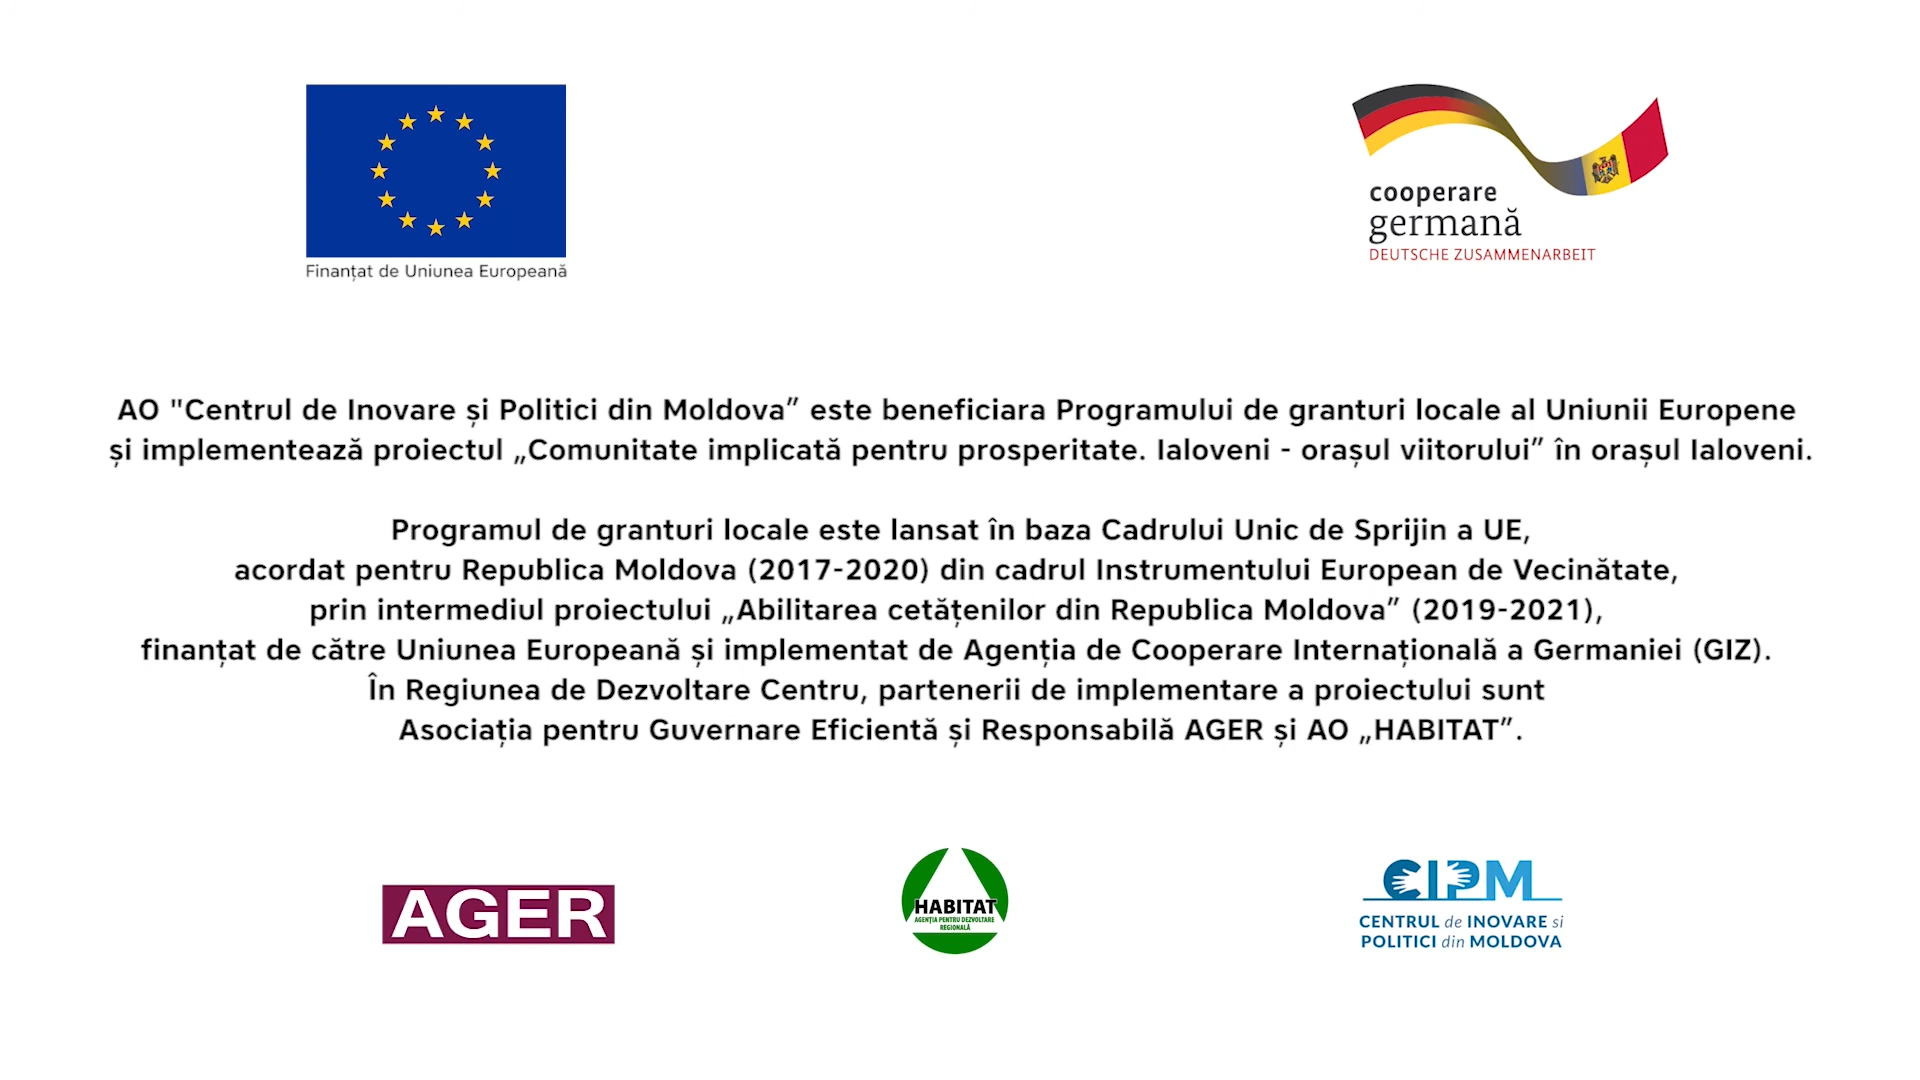 Finanțat de Uniunea Europeană
cooperare
germană
DEUTSCHE ZUSAMMENARBEIT
AO "Centrul de Inovare și Politici din Moldova” este beneficiara Programului de granturi locale al Uniunii Europene
și implementează proiectul „Comunitate implicată pentru prosperitate. Ialoveni - orașul viitorului” în orașul Ialoveni.
Programul de granturi locale este lansat în baza Cadrului Unic de Sprijin a UE,
acordat pentru Republica Moldova (2017-2020) din cadrul Instrumentului European de Vecinătate,
prin intermediul proiectului „Abilitarea cetățenilor din Republica Moldova” (2019-2021),
finanțat de către Uniunea Europeană și implementat de Agenția de Cooperare Internațională a Germaniei (GIZ).
În Regiunea de Dezvoltare Centru, partenerii de implementare a proiectului sunt
Asociația pentru Guvernare Eficientă și Responsabilă AGER și AO „HABITAT”.
AGER
HABITAT
AGENȚIA PENTRU DEZVOLTARE
REGIONALĂ
CIPM
CENTRUL de INOVARE si
POLITICI din MOLDOVA